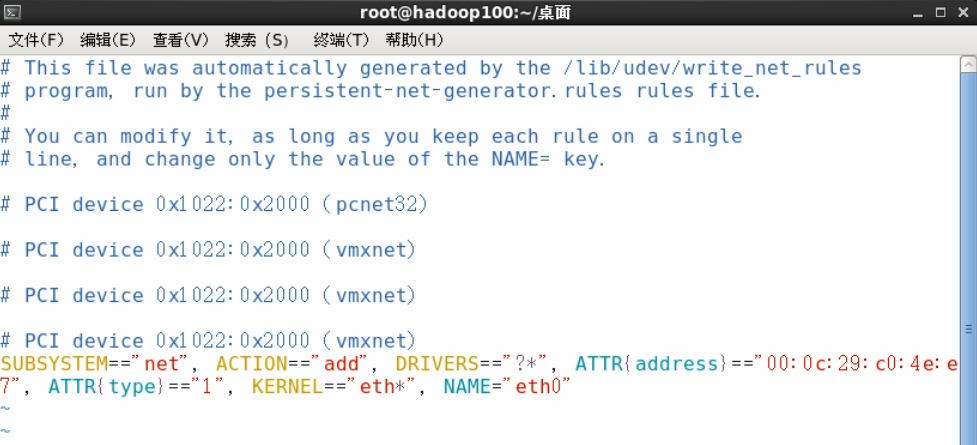 root@hadoop100:~/桌面
文件(F) 编辑(E) 查看(V) 搜索 (S) 终端(T) 帮助(H)
# This file was automatically generated by the /lib/udev/write_net_rules
# program, run by the persistent-net-generator.rules rules file.
#
# You can modify it, as long as you keep each rule on a single
# line, and change only the value of the NAME= key.
# PCI device 0x1022:0x2000 (pcnet32)
# PCI device 0x1022:0x2000 (vmxnet)
# PCI device 0x1022:0x2000 (vmxnet)
# PCI device 0x1022:0x2000 (vmxnet)
SUBSYSTEM=="net", ACTION=="add", DRIVERS=="?*", ATTR{address}=="00:0c:29:c0:4e:e
7", ATTR{type}=="1", KERNEL=="eth*", NAME="eth0"
~
~